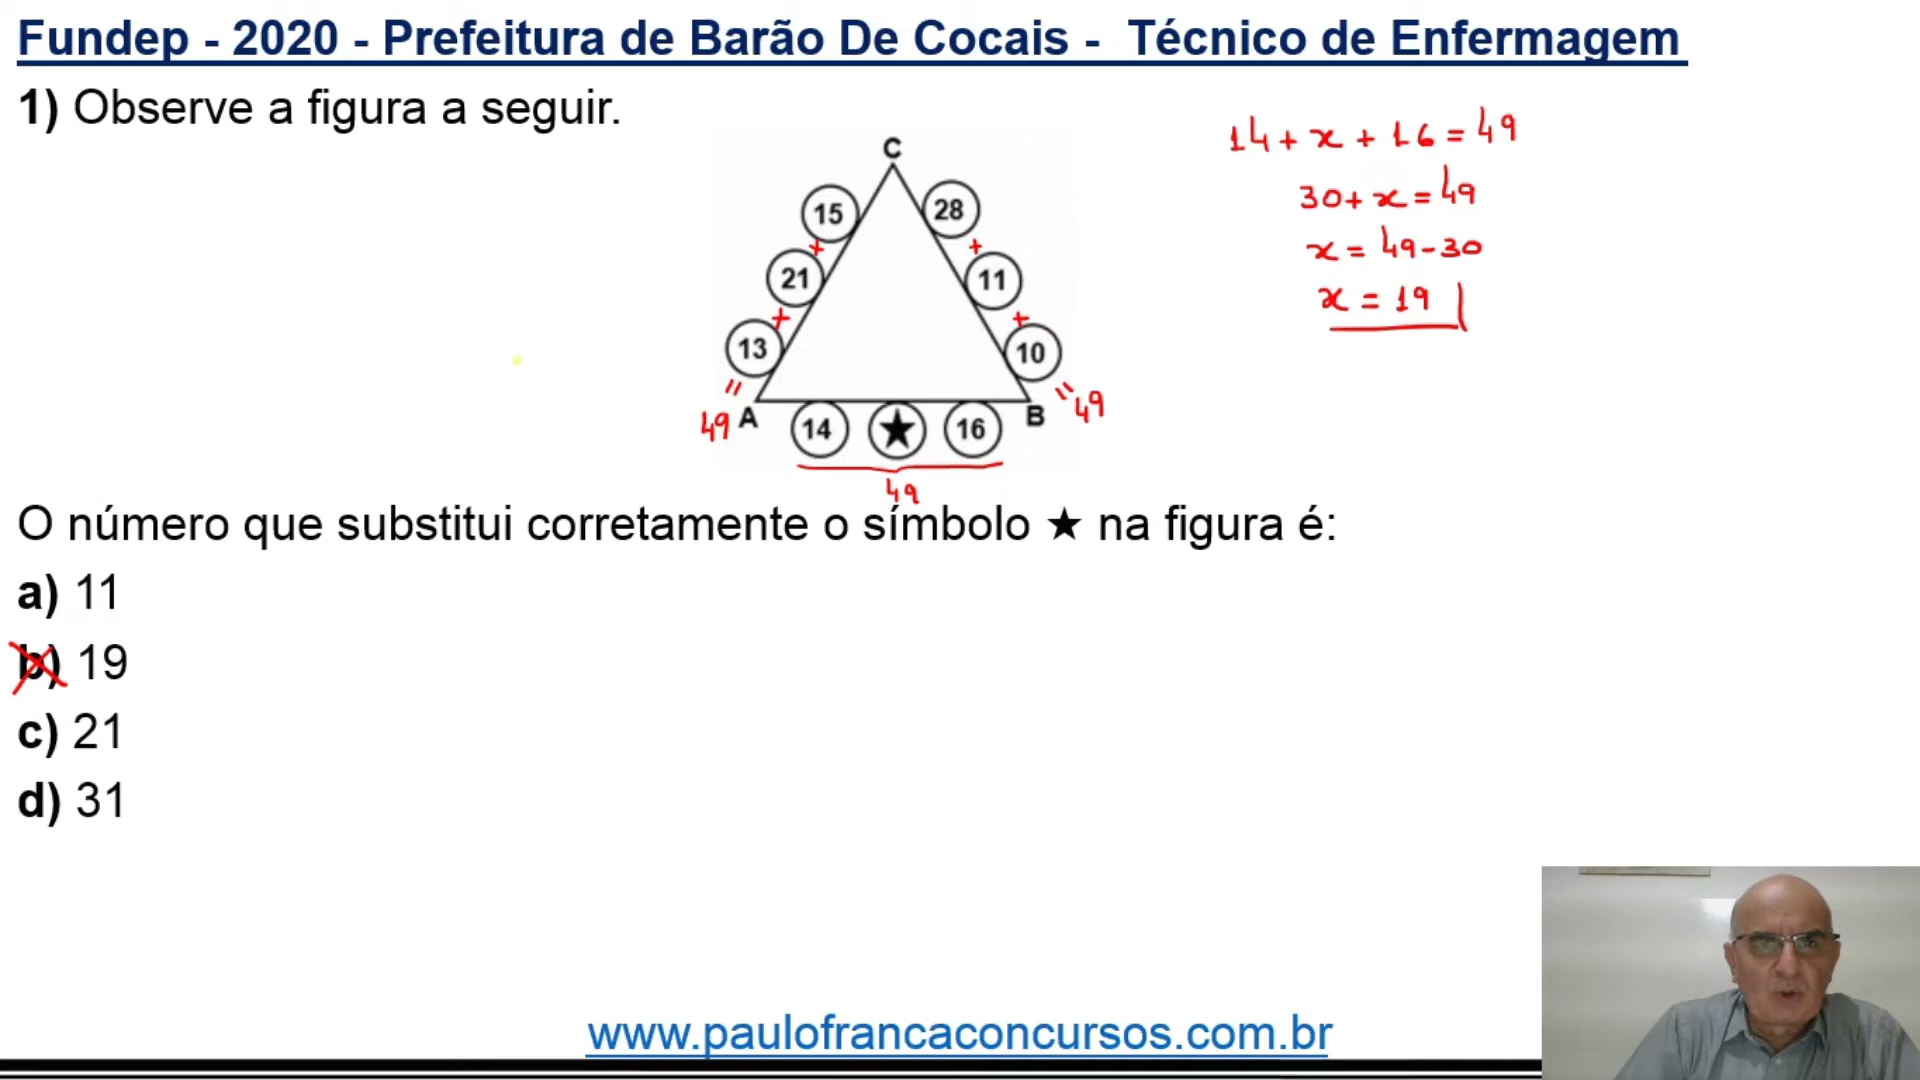 Fundep - 2020 - Prefeitura de Barão De Cocais - Técnico de Enfermagem
1) Observe a figura a seguir.
C
15
28
+
+
21
11
+
+
13
10
=
=
49
A
B
49
14
★
16
49
14 + x + 16 = 49
30 + x = 49
x = 49 - 30
x = 19
O número que substitui corretamente o símbolo ★ na figura é:
a) 11
b) 19
c) 21
d) 31
www.paulofrancaconcursos.com.br